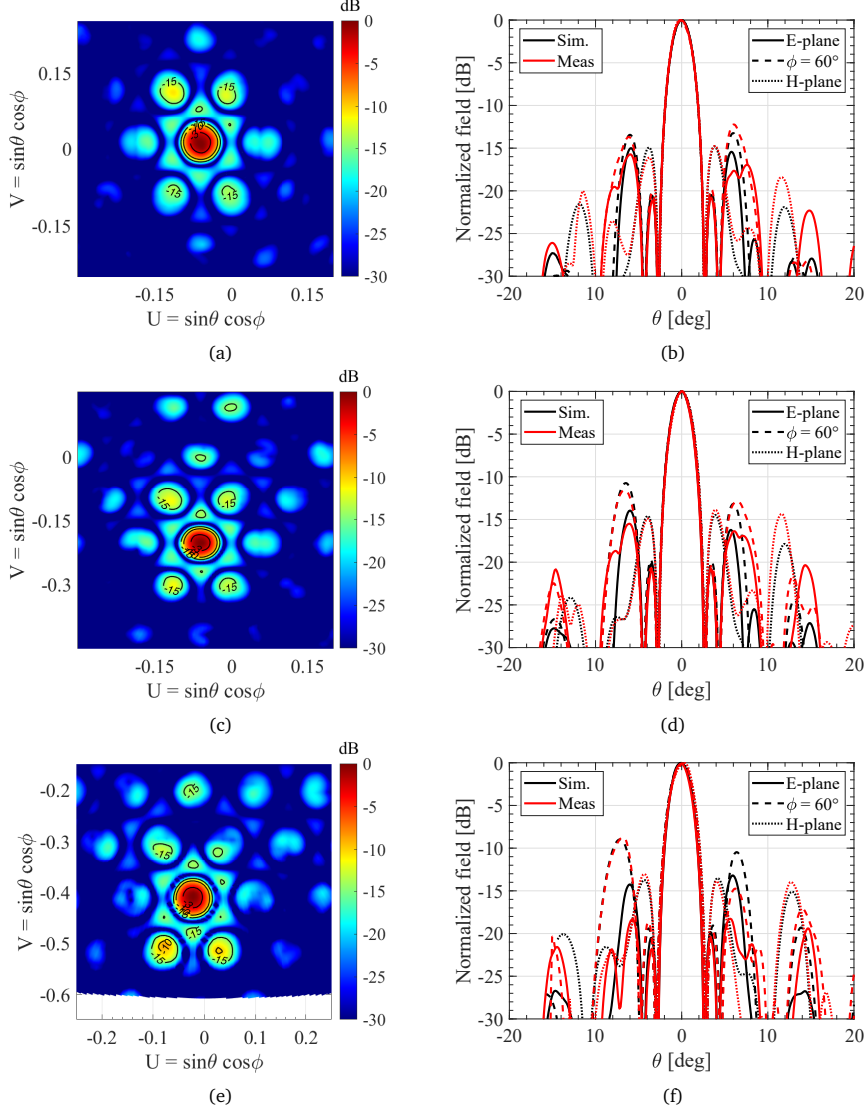 dB
0
-5
-10
-15
-20
-25
-30
0.15
0
-0.15
-15
-15
-10
-15
-15
-0.15
0
0.15
V = sinθ cosϕ
U = sinθ cosϕ
(a)
0
-5
-10
-15
-20
-25
-30
-20
10
0
10
20
Normalized field [dB]
θ [deg]
Sim.
Meas
E-plane
ϕ = 60°
H-plane
(b)
dB
0
-5
-10
-15
-20
-25
-30
0
-0.15
-0.15
-0.3
-15
-15
-15
-15
-0.15
0
0.15
V = sinθ cosϕ
U = sinθ cosϕ
(c)
0
-5
-10
-15
-20
-25
-30
-20
10
0
10
20
Normalized field [dB]
θ [deg]
Sim.
Meas
E-plane
ϕ = 60°
H-plane
(d)
dB
0
-5
-10
-15
-20
-25
-30
-0.2
-0.3
-0.4
-0.5
-0.6
-15
-15
-15
-10
-15
-15
-0.2
-0.1
0
0.1
0.2
V = sinθ cosϕ
U = sinθ cosϕ
(e)
0
-5
-10
-15
-20
-25
-30
-20
10
0
10
20
Normalized field [dB]
θ [deg]
Sim.
Meas
E-plane
ϕ = 60°
H-plane
(f)